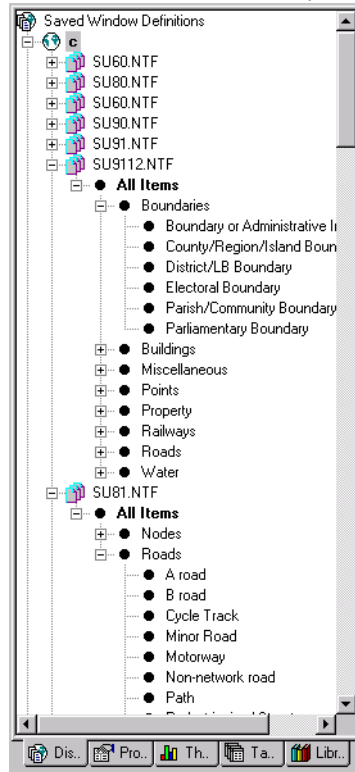 Saved Window Definitions
c
SU60.NTF
SU80.NTF
SU60.NTF
SU90.NTF
SU91.NTF
SU9112.NTF
All Items
Boundaries
Boundary or Administrative
County/Region/Island Boun
District/LB Boundary
Electoral Boundary
Parish/Community Boundary
Parliamentary Boundary
Buildings
Miscellaneous
Points
Property
Railways
Roads
Water
SU81.NTF
All Items
Nodes
Roads
A road
B road
Cycle Track
Minor Road
Motorway
Non-network road
Path
Dis.. Pro.. Th.. Ta.. Libr..